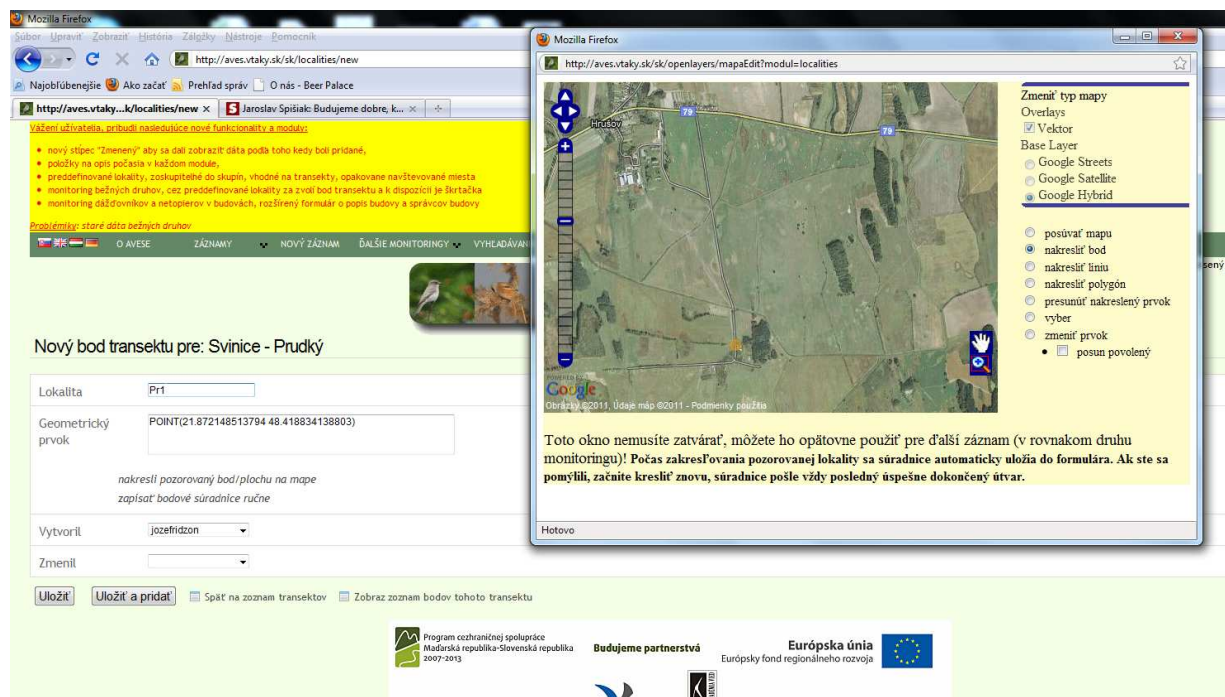 Mozilla Firefox
Súbor Upraviť Zobraziť História Záložky Nástroje Pomocník
http://aves.vtaky.sk/sk/localities/new
Najobľúbenejšie Ako začať Prehľad správ O nás - Beer Palace
http://aves.vtaky...k/localities/new Jaroslav Spišiak: Budujeme dobre, k...
Vážení užívatelia, pribudli nasledujúce nové funkcionality a moduly:
nový stĺpec "Zmenený" aby sa dali zobraziť dáta podľa toho kedy boli pridané,
položky na opis počasia v každom module,
preddefinované lokality, zoskupiteľné do skupín, vhodné na transekty, opakovane navštevované miesta
monitoring bežných druhov, cez preddefinované lokality sa zvolí bod transektu a k dispozícii je škrtačka
monitoring dážďovníkov a netopierov v budovách, rozšírený formulár o popis budovy a správcov budovy
Problémiky: staré dáta bežných druhov
O AVESE ZÁZNAMY NOVÝ ZÁZNAM ĎALŠIE MONITORINGY VYHĽADÁVANI
sený
Nový bod transektu pre: Svinice - Prudký
Lokalita Pr1
Geometrický prvok POINT(21.872148513794 48.418834138803)
nakresli pozorovaný bod/plochu na mape
zapísať bodové súradnice ručne
Vytvoril jozefridzon
Zmenil
Uložiť Uložiť a pridať Späť na zoznam transektov Zobraz zoznam bodov tohoto transektu
Program cezhraničnej spolupráce
Maďarská republika-Slovenská republika
2007-2013
Budujeme partnerstvá
Európska únia
Európsky fond regionálneho rozvoja
Mozilla Firefox
http://aves.vtaky.sk/sk/openlayers/mapaEdit?modul=localities
Hrušov
79
79
POWERED BY
Google
Obrázky ©2011, Údaje máp ©2011 - Podmienky použitia
Zmeniť typ mapy
Overlays
Vektor
Base Layer
Google Streets
Google Satellite
Google Hybrid
posúvať mapu
nakresliť bod
nakresliť líniu
nakresliť polygón
presunúť nakreslený prvok
vyber
zmeniť prvok
posun povolený
Toto okno nemusíte zatvárať, môžete ho opätovne použiť pre ďalší záznam (v rovnakom druhu
monitoringu)! Počas zakresľovania pozorovanej lokality sa súradnice automaticky uložia do formulára. Ak ste sa
pomýlili, začnite kresliť znovu, súradnice pošle vždy posledný úspešne dokončený útvar.
Hotovo